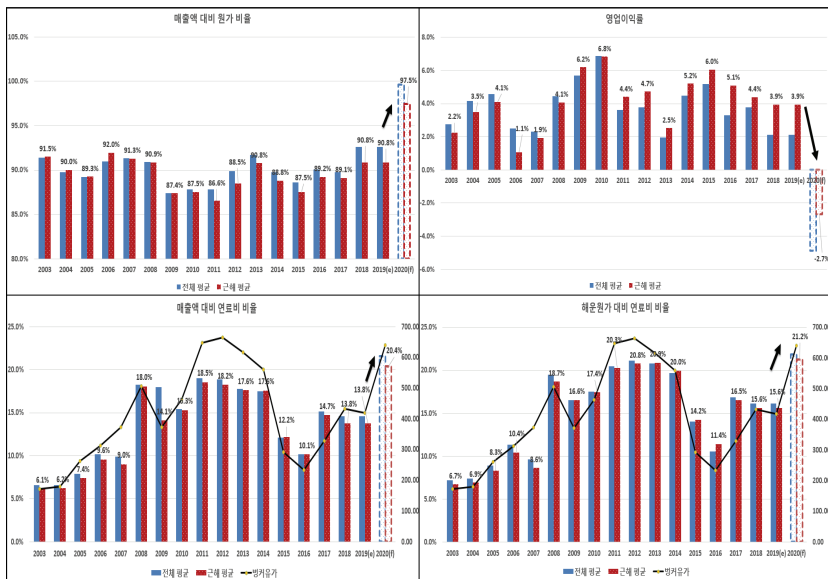 매출액 대비 원가 비율
105.0%
100.0%
95.0%
90.0%
85.0%
80.0%
91.5% 90.0% 89.3% 92.0% 91.3% 90.9% 87.4% 87.5% 86.6% 88.5% 90.8% 88.8% 87.5% 89.2% 89.1% 90.8% 90.8% 97.5%
2003 2004 2005 2006 2007 2008 2009 2010 2011 2012 2013 2014 2015 2016 2017 2018 2019(e) 2020(f)
전체 평균 근해 평균
영업이익률
8.0%
6.0%
4.0%
2.0%
0.0%
-2.0%
-4.0%
-6.0%
2.2% 3.5% 4.1% 1.1% 1.9% 4.1% 6.2% 6.8% 4.4% 4.7% 2.5% 5.2% 6.0% 5.1% 4.4% 3.9% 3.9% -2.7%
2003 2004 2005 2006 2007 2008 2009 2010 2011 2012 2013 2014 2015 2016 2017 2018 2019(e) 2020(f)
전체 평균 근해 평균
매출액 대비 연료비 비율
25.0%
20.0%
15.0%
10.0%
5.0%
0.0%
700.00
600.00
500.00
400.00
300.00
200.00
100.00
0.00
6.1% 6.2% 7.4% 9.6% 9.0% 18.0% 14.1% 15.3% 18.5% 18.2% 17.6% 17.5% 12.2% 10.1% 14.7% 13.8% 13.8% 20.4%
2003 2004 2005 2006 2007 2008 2009 2010 2011 2012 2013 2014 2015 2016 2017 2018 2019(e) 2020(f)
전체 평균 근해 평균 벙커유가
해운원가 대비 연료비 비율
25.0%
20.0%
15.0%
10.0%
5.0%
0.0%
700.00
600.00
500.00
400.00
300.00
200.00
100.00
0.00
6.7% 6.9% 8.3% 10.4% 8.6% 18.7% 16.6% 17.4% 20.3% 20.8% 20.9% 20.0% 14.2% 11.4% 16.5% 15.6% 15.6% 21.2%
2003 2004 2005 2006 2007 2008 2009 2010 2011 2012 2013 2014 2015 2016 2017 2018 2019(e) 2020(f)
전체 평균 근해 평균 벙커유가